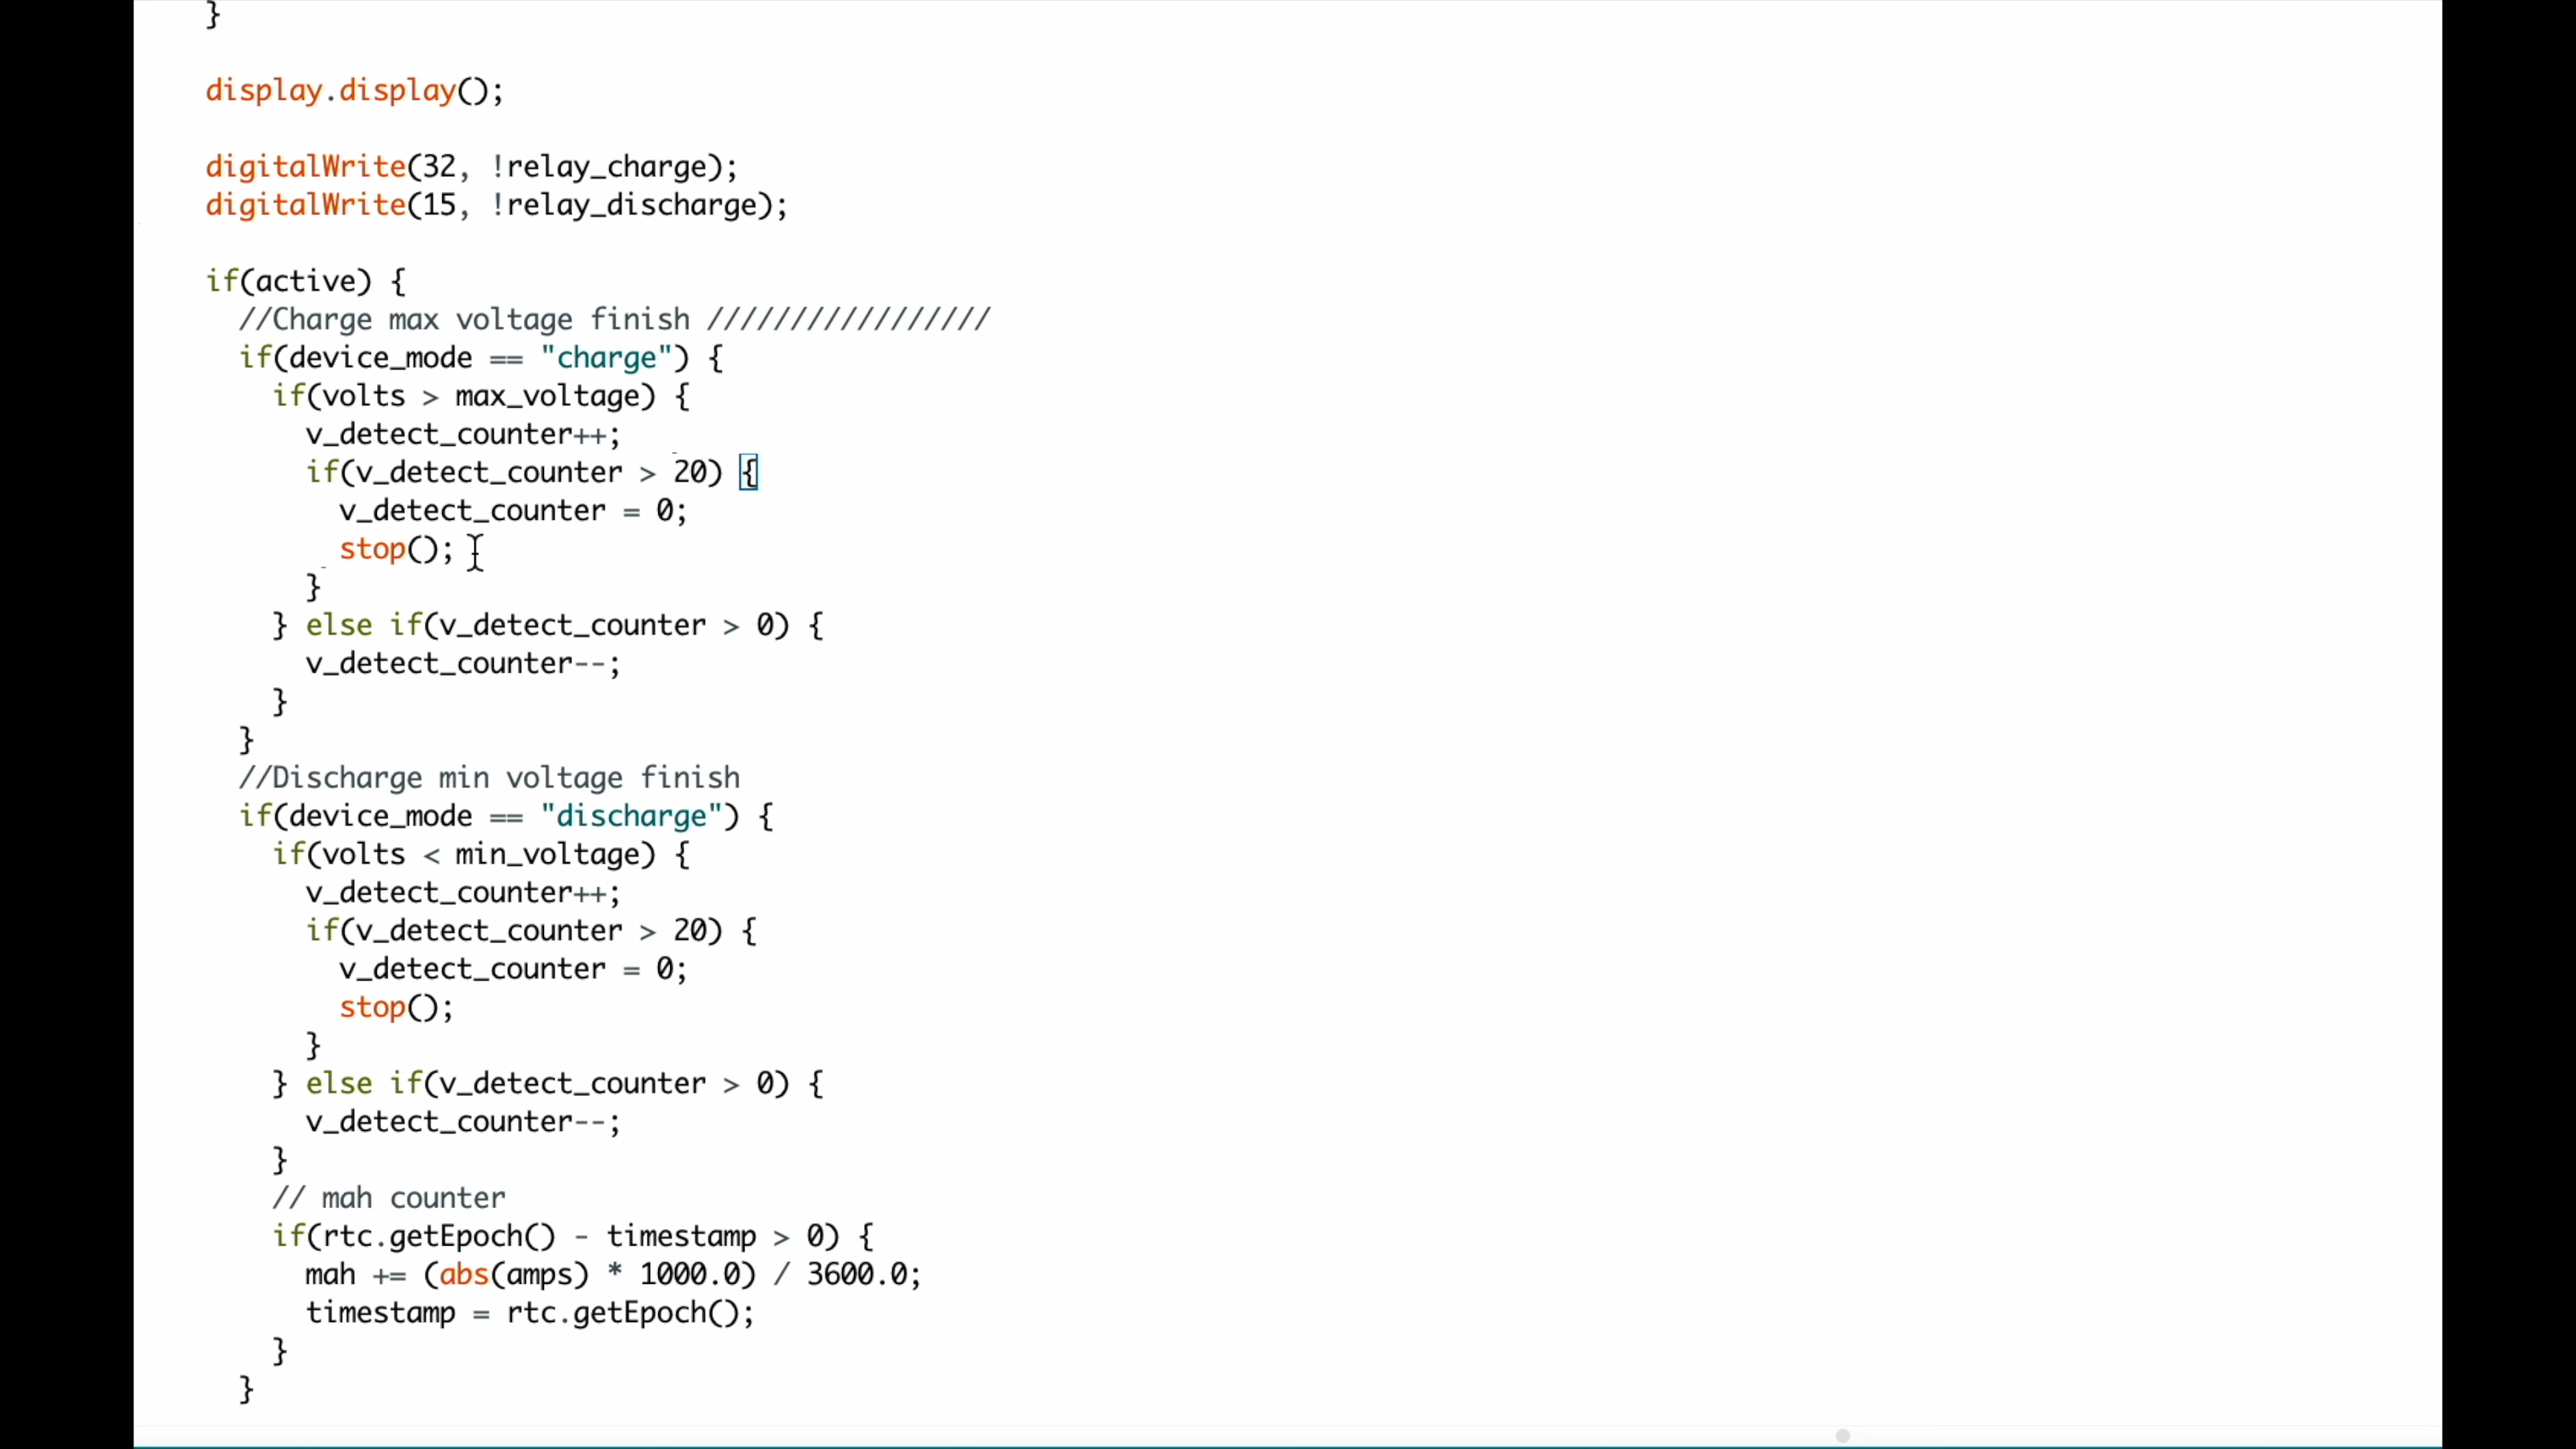 }
display.display();
digitalWrite(32, !relay_charge);
digitalWrite(15, !relay_discharge);
if(active) {
//Charge max voltage finish /////////////////
if(device_mode == "charge") {
if(volts > max_voltage) {
v_detect_counter++;
if(v_detect_counter > 20) {
v_detect_counter = 0;
stop();
}
} else if(v_detect_counter > 0) {
v_detect_counter--;
}
}
//Discharge min voltage finish
if(device_mode == "discharge") {
if(volts < min_voltage) {
v_detect_counter++;
if(v_detect_counter > 20) {
v_detect_counter = 0;
stop();
}
} else if(v_detect_counter > 0) {
v_detect_counter--;
}
// mah counter
if(rtc.getEpoch() - timestamp > 0) {
mah += (abs(amps) * 1000.0) / 3600.0;
timestamp = rtc.getEpoch();
}
}